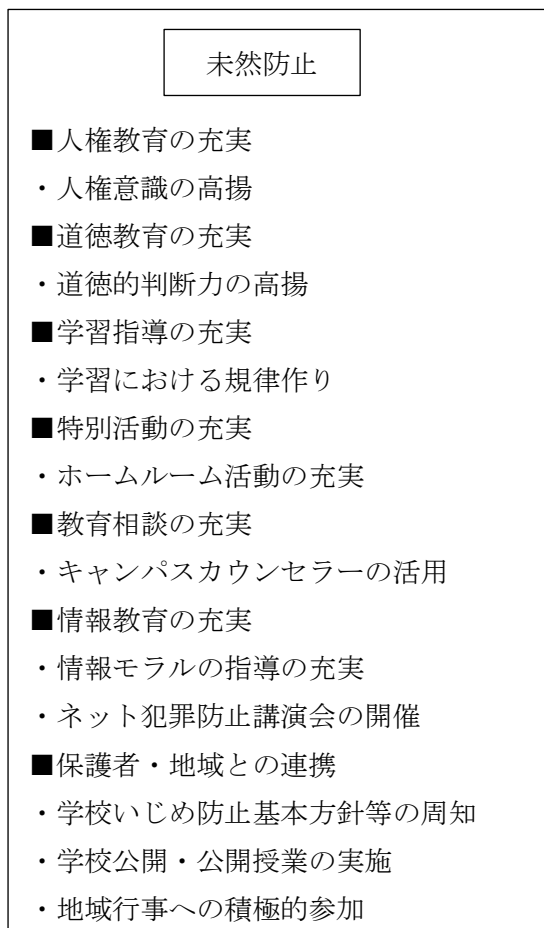 未然防止
■人権教育の充実
・人権意識の高揚
■道徳教育の充実
・道徳的判断力の高揚
■学習指導の充実
・学習における規律作り
■特別活動の充実
・ホームルーム活動の充実
■教育相談の充実
・キャンパスカウンセラーの活用
■情報教育の充実
・情報モラルの指導の充実
・ネット犯罪防止講演会の開催
■保護者・地域との連携
・学校いじめ防止基本方針等の周知
・学校公開・公開授業の実施
・地域行事への積極的参加